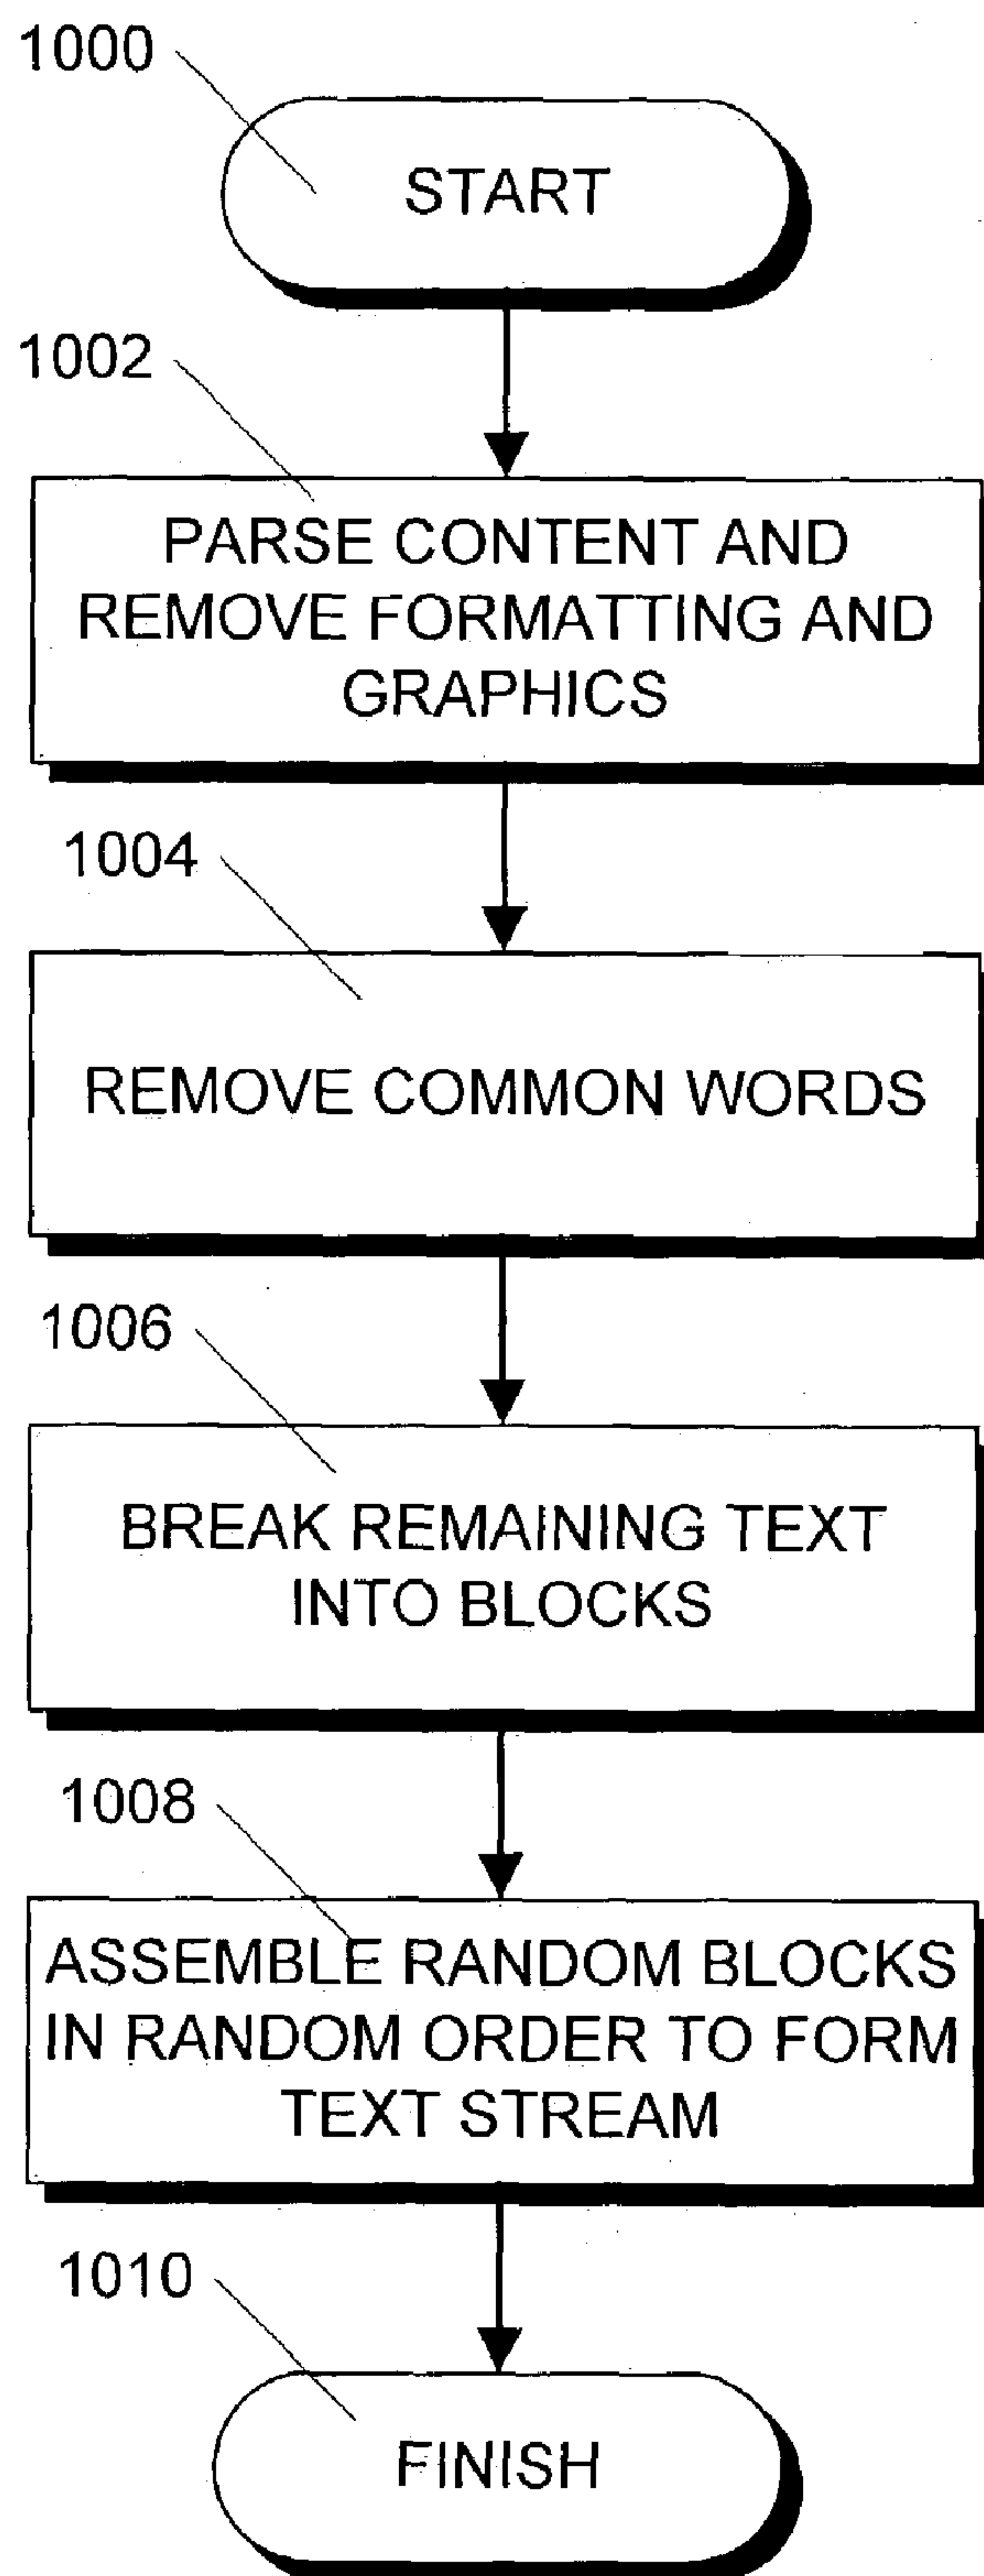 1000
START
1002
PARSE CONTENT AND
REMOVE FORMATTING AND
GRAPHICS
1004
REMOVE COMMON WORDS
1006
BREAK REMAINING TEXT
INTO BLOCKS
1008
ASSEMBLE RANDOM BLOCKS
IN RANDOM ORDER TO FORM
TEXT STREAM
1010
FINISH